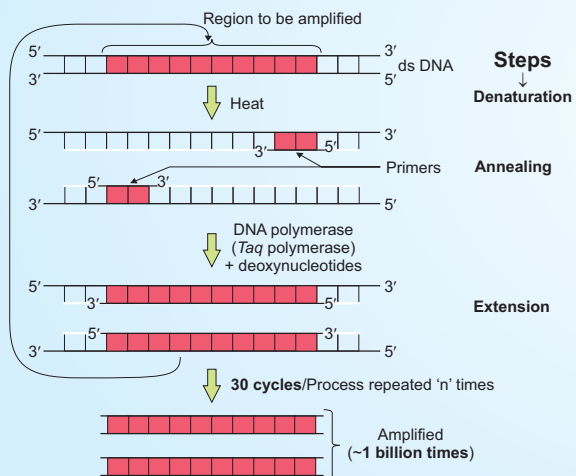 Region to be amplified
5′ 3′
ds DNA
3′ 5′
Steps
↓
Denaturation
Heat
5′ 3′
3′ 5′
Primers
Annealing
5′ 3′
3′ 5′
DNA polymerase
(Taq polymerase)
+ deoxynucleotides
5′ 3′
3′ 5′
Extension
5′ 3′
3′ 5′
30 cycles/Process repeated ‘n’ times
Amplified
(~1 billion times)